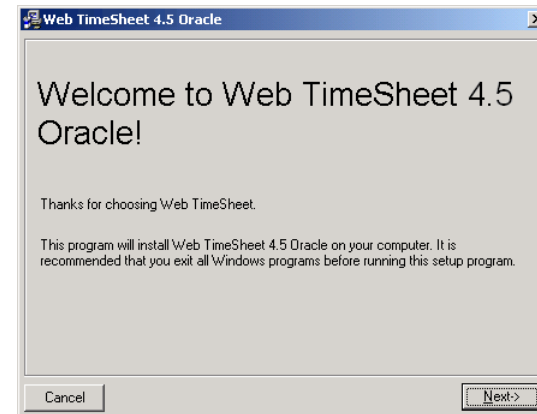 Web TimeSheet 4.5 Oracle
Welcome to Web TimeSheet 4.5
Oracle!
Thanks for choosing Web TimeSheet.
This program will install Web TimeSheet 4.5 Oracle on your computer. It is
recommended that you exit all Windows programs before running this setup program.
Cancel
Next->